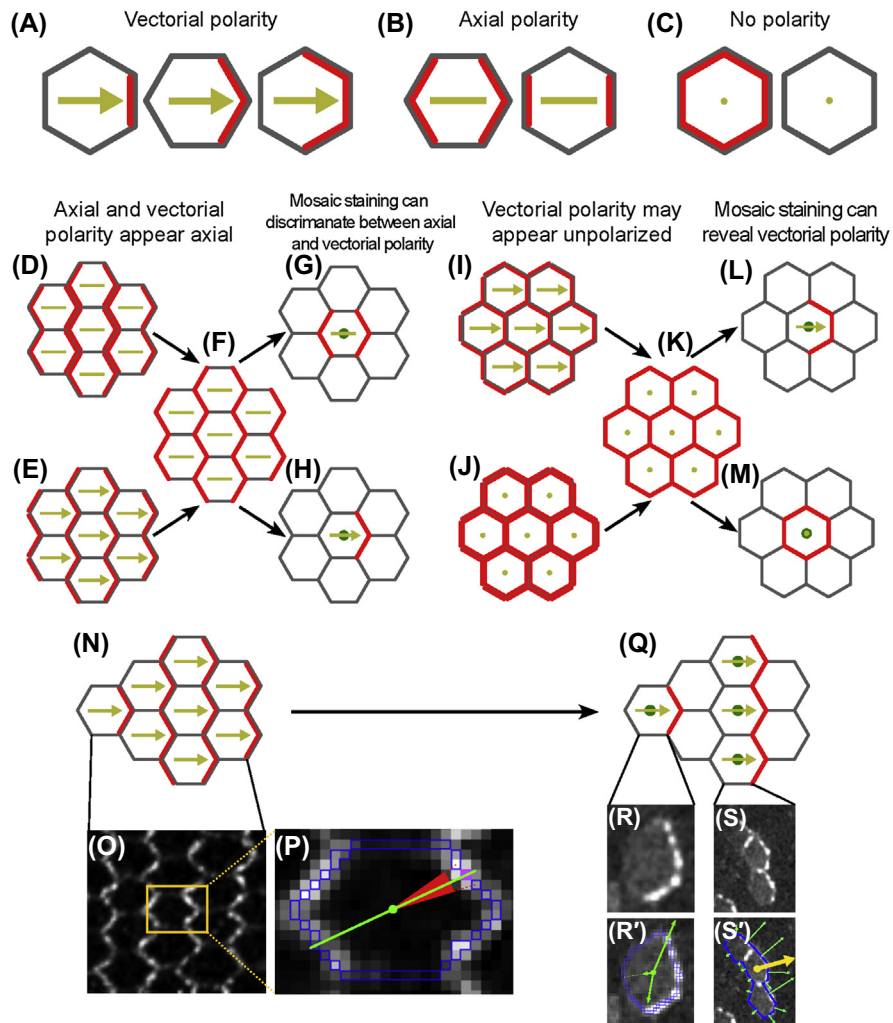 (A) Vectorial polarity
(B) Axial polarity
(C) No polarity
Axial and vectorial
polarity appear axial
Mosaic staining can
discrimanate between axial
and vectorial polarity
Vectorial polarity may
appear unpolarized
Mosaic staining can
reveal vectorial polarity
(D)
(G)
(I)
(L)
(F)
(K)
(E)
(H)
(J)
(M)
(N)
(Q)
(O)
(P)
(R)
(S)
(R′)
(S′)